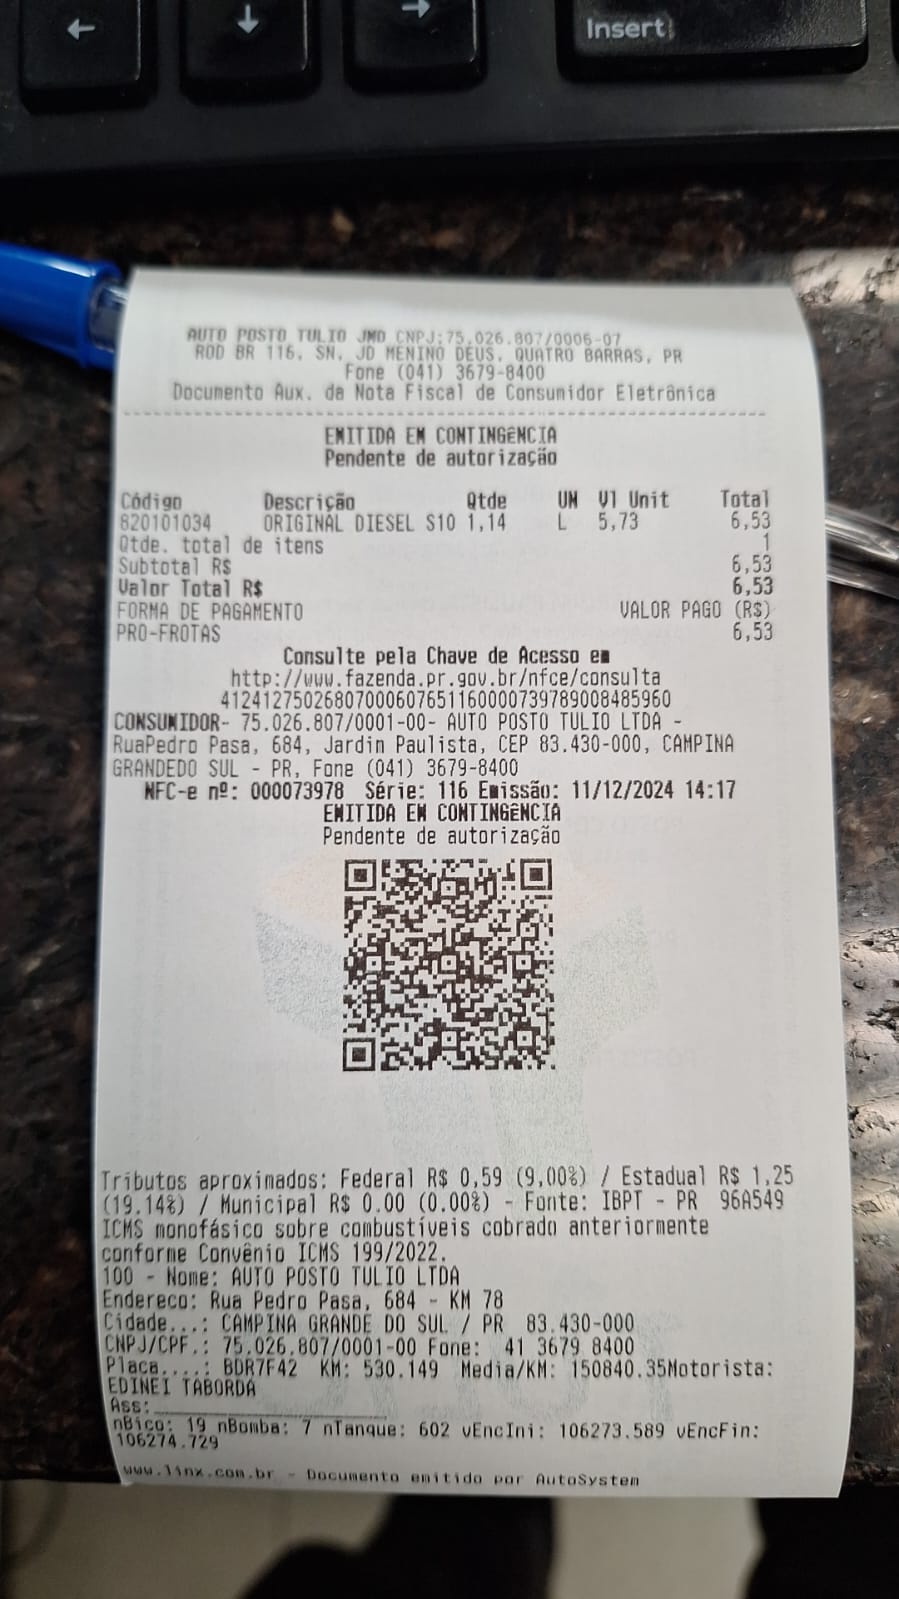 Insert
AUTO POSTO TULIO JMD CNPJ:75.026.807/0006-07
ROD BR 116, SN, JD MENINO DEUS, QUATRO BARRAS, PR
Fone (041) 3679-8400
Documento Aux. da Nota Fiscal de Consumidor Eletrônica
EMITIDA EM CONTINGÊNCIA
Pendente de autorização
Código Descrição Qtde UM Vl Unit Total
820101034 ORIGINAL DIESEL S10 1,14 L 5,73 6,53
Qtde. total de itens 1
Subtotal R$ 6,53
Valor Total R$ 6,53
FORMA DE PAGAMENTO VALOR PAGO (R$)
PRO-FROTAS 6,53
Consulte pela Chave de Acesso em
http://www.fazenda.pr.gov.br/nfce/consulta
41241275026807000607651160000739789008485960
CONSUMIDOR- 75.026.807/0001-00- AUTO POSTO TULIO LTDA -
RuaPedro Pasa, 684, Jardin Paulista, CEP 83.430-000, CAMPINA
GRANDEDO SUL - PR, Fone (041) 3679-8400
NFC-e nº: 000073978 Série: 116 Emissão: 11/12/2024 14:17
EMITIDA EM CONTINGÊNCIA
Pendente de autorização
Tributos aproximados: Federal R$ 0,59 (9,00%) / Estadual R$ 1,25
(19.14%) / Municipal R$ 0.00 (0.00%) - Fonte: IBPT - PR 96A549
ICMS monofásico sobre combustíveis cobrado anteriormente
conforme Convênio ICMS 199/2022.
100 - Nome: AUTO POSTO TULIO LTDA
Endereco: Rua Pedro Pasa, 684 - KM 78
Cidade...: CAMPINA GRANDE DO SUL / PR 83.430-000
CNPJ/CPF.: 75.026.807/0001-00 Fone: 41 3679 8400
Placa....: BDR7F42 KM: 530.149 Media/KM: 150840.35Motorista:
EDINEI TABORDA
Ass:____________________
nBico: 19 nBomba: 7 nTanque: 602 vEncIni: 106273.589 vEncFin:
106274.729
www.linx.com.br - Documento emitido por AutoSystem